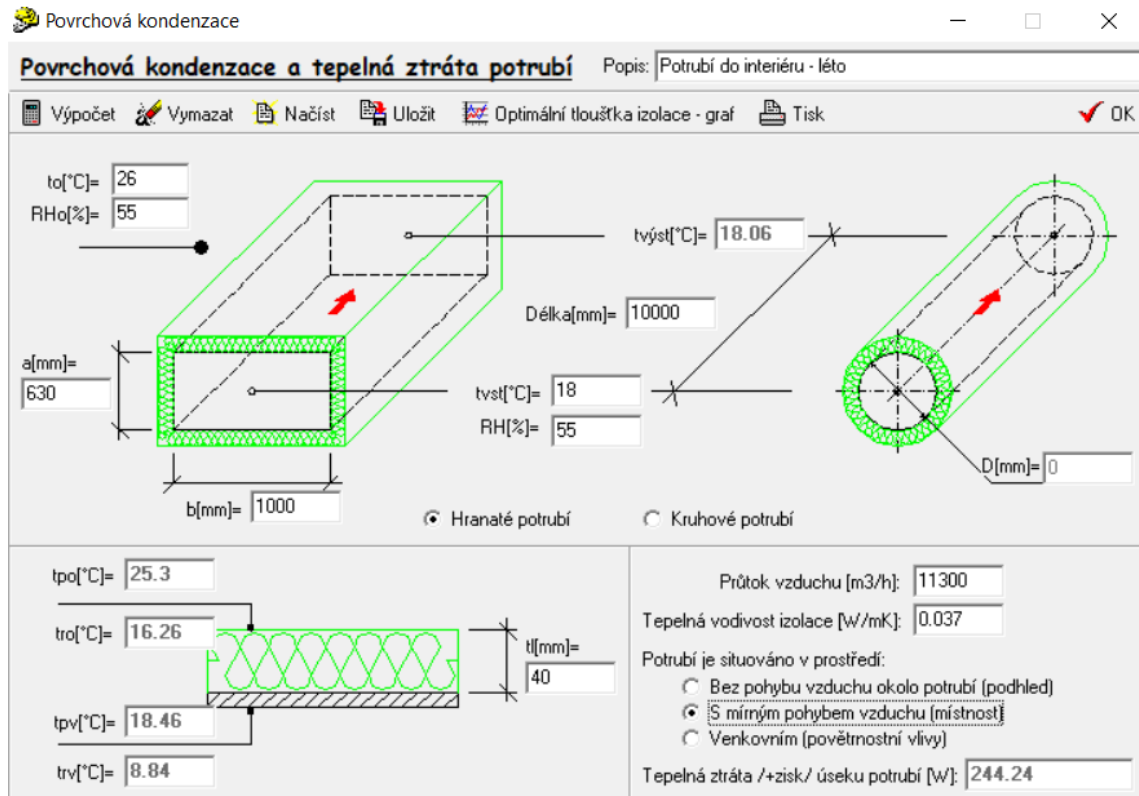 Povrchová kondenzace
Povrchová kondenzace a tepelná ztráta potrubí Popis: Potrubí do interiéru - léto
Výpočet Vymazat Načíst Uložit Optimální tloušťka izolace - graf Tisk OK
to[°C]= 26
RHo[%]= 55
tvýst[°C]= 18.06
Délka[mm]= 10000
a[mm]=
630
tvst[°C]= 18
RH[%]= 55
D[mm]= 0
b[mm]= 1000
Hranaté potrubí Kruhové potrubí
tpo[°C]= 25.3
tro[°C]= 16.26
tl[mm]=
40
tpv[°C]= 18.46
trv[°C]= 8.84
Průtok vzduchu [m3/h]: 11300
Tepelná vodivost izolace [W/mK]: 0.037
Potrubí je situováno v prostředí:
Bez pohybu vzduchu okolo potrubí (podhled)
S mírným pohybem vzduchu (místnost)
Venkovním (povětrnostní vlivy)
Tepelná ztráta /+zisk/ úseku potrubí [W]: 244.24